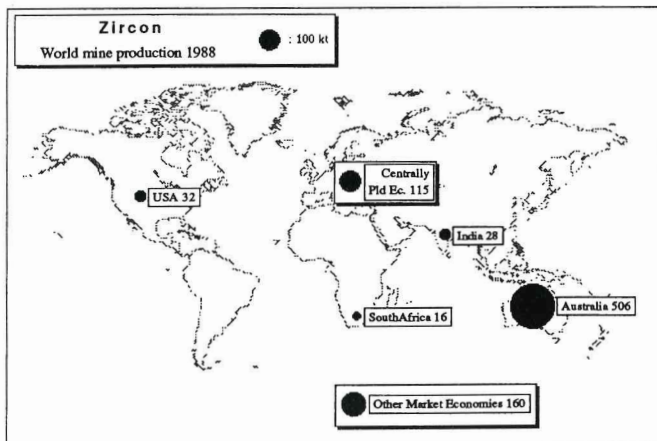 Zircon
World mine production 1988
: 100 kt
Centrally
Pld Ec. 115
USA 32
India 28
Australia 506
SouthAfrica 16
Other Market Economies 160